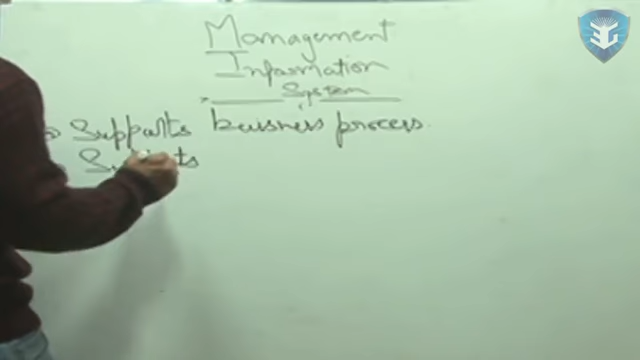 Management
Information
System
Supports business process.